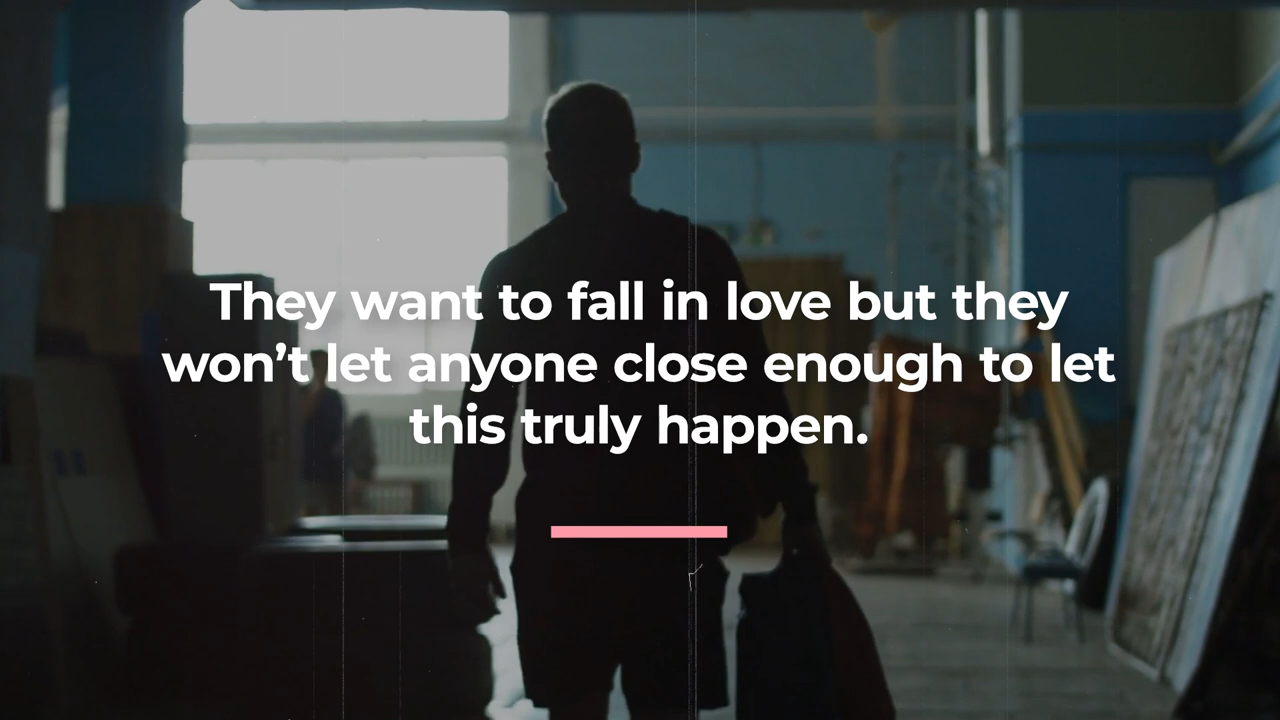 They want to fall in love but they
won’t let anyone close enough to let
this truly happen.